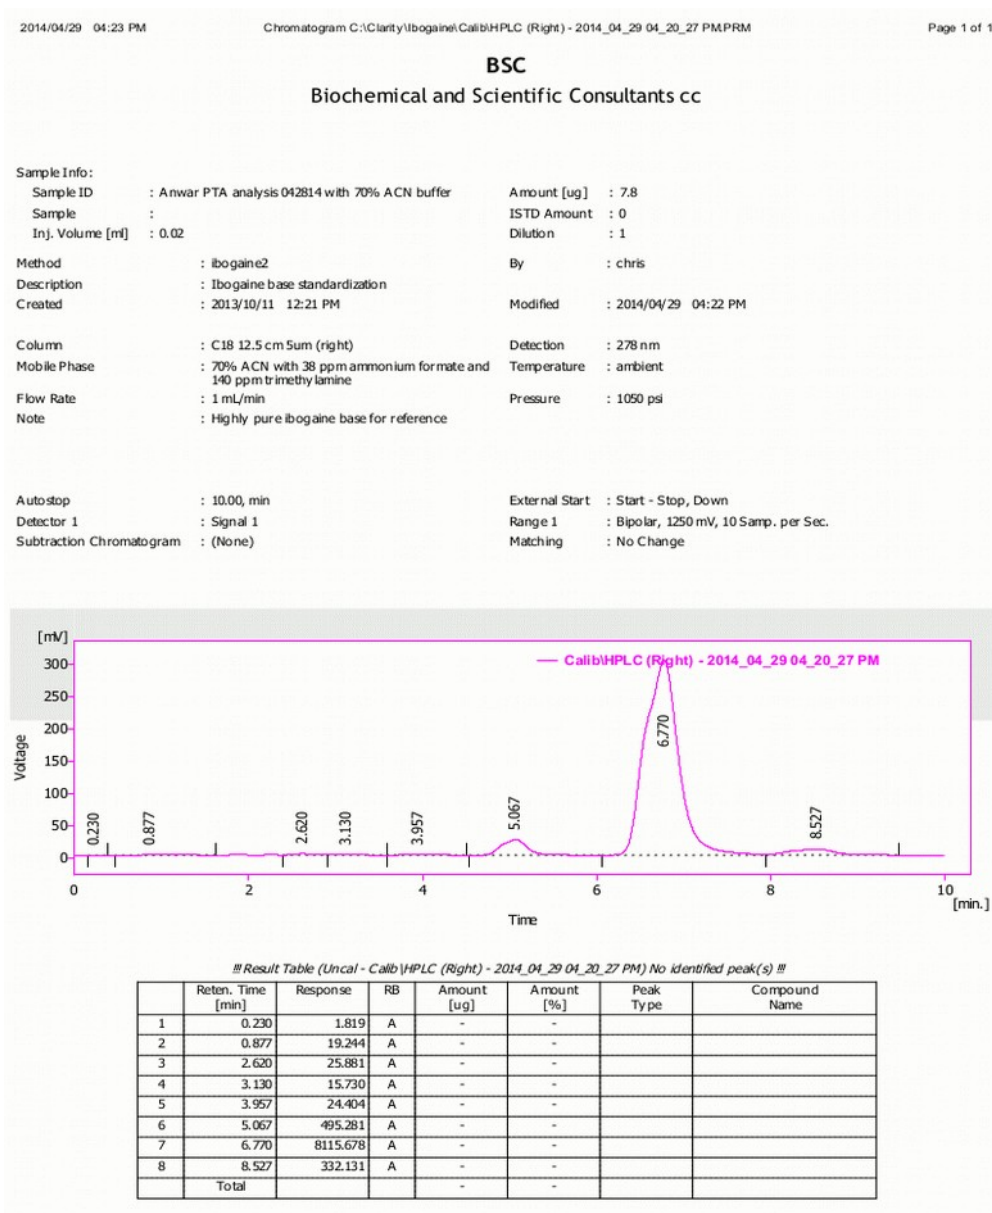 2014/04/29 04:23 PM Chromatogram C:\Clarity\Ibogaine\Calib\HPLC (Right) - 2014_04_29 04_20_27 PM.PRM Page 1 of 1
BSC
Biochemical and Scientific Consultants cc
Sample Info:
Sample ID : Anwar PTA analysis 042814 with 70% ACN buffer Amount [ug] : 7.8
Sample : ISTD Amount : 0
Inj. Volume [ml] : 0.02 Dilution : 1
Method : ibogaine2 By : chris
Description : Ibogaine base standardization
Created : 2013/10/11 12:21 PM Modified : 2014/04/29 04:22 PM
Column : C18 12.5 cm 5um (right) Detection : 278 nm
Mobile Phase : 70% ACN with 38 ppm ammonium formate and Temperature : ambient
140 ppm trimethylamine
Flow Rate : 1 mL/min Pressure : 1050 psi
Note : Highly pure ibogaine base for reference
Autostop : 10.00, min External Start : Start - Stop, Down
Detector 1 : Signal 1 Range 1 : Bipolar, 1250 mV, 10 Samp. per Sec.
Subtraction Chromatogram : (None) Matching : No Change
[mV]
Calib\HPLC (Right) - 2014_04_29 04_20_27 PM
300
250
200
150
100
50
0
Voltage
0.230
0.877
2.620
3.130
3.957
5.067
6.770
8.527
0 2 4 6 8 10
[min.]
Time
!!! Result Table (Uncal - Calib\HPLC (Right) - 2014_04_29 04_20_27 PM) No identified peak(s) !!!
Reten. Time Response RB Amount Amount Peak Compound
[min] [ug] [%] Type Name
1 0.230 1.819 A - -
2 0.877 19.244 A - -
3 2.620 25.881 A - -
4 3.130 15.730 A - -
5 3.957 24.404 A - -
6 5.067 495.281 A - -
7 6.770 8115.678 A - -
8 8.527 332.131 A - -
Total - -